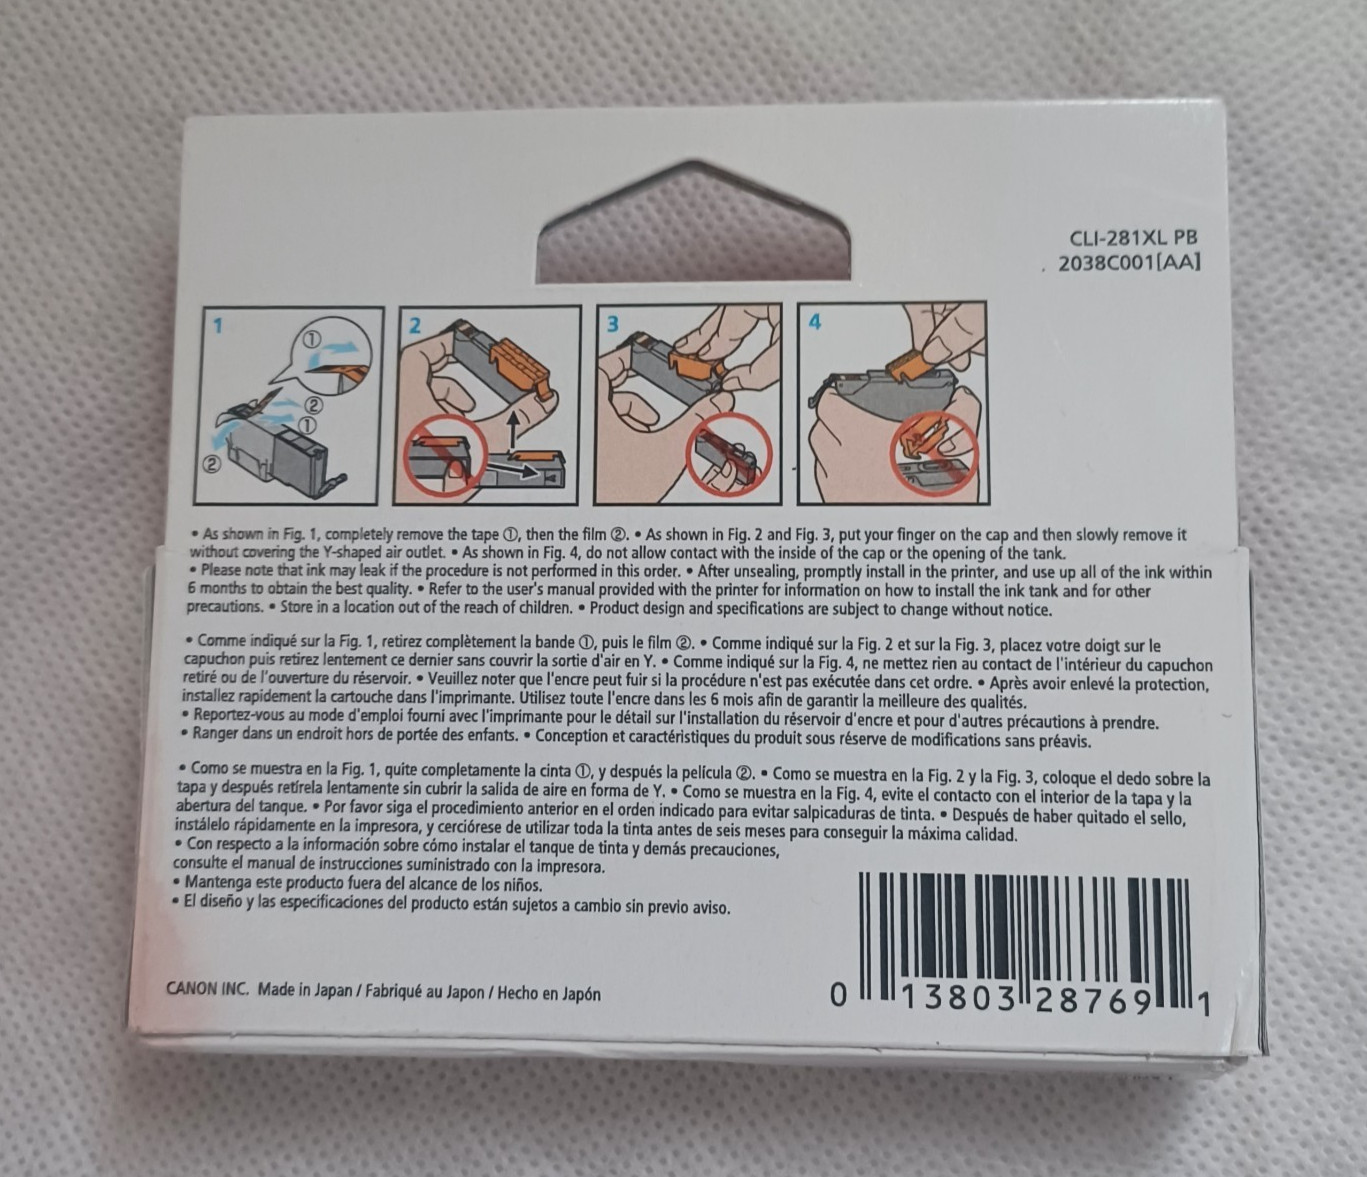 CLI-281XL PB
2038C001[AA]
1
①
②
①
②
2
3
4
• As shown in Fig. 1, completely remove the tape ①, then the film ②. • As shown in Fig. 2 and Fig. 3, put your finger on the cap and then slowly remove it
without covering the Y-shaped air outlet. • As shown in Fig. 4, do not allow contact with the inside of the cap or the opening of the tank.
• Please note that ink may leak if the procedure is not performed in this order. • After unsealing, promptly install in the printer, and use up all of the ink within
6 months to obtain the best quality. • Refer to the user's manual provided with the printer for information on how to install the ink tank and for other
precautions. • Store in a location out of the reach of children. • Product design and specifications are subject to change without notice.
• Comme indiqué sur la Fig. 1, retirez complètement la bande ①, puis le film ②. • Comme indiqué sur la Fig. 2 et sur la Fig. 3, placez votre doigt sur le
capuchon puis retirez lentement ce dernier sans couvrir la sortie d'air en Y. • Comme indiqué sur la Fig. 4, ne mettez rien au contact de l'intérieur du capuchon
retiré ou de l'ouverture du réservoir. • Veuillez noter que l'encre peut fuir si la procédure n'est pas exécutée dans cet ordre. • Après avoir enlevé la protection,
installez rapidement la cartouche dans l'imprimante. Utilisez toute l'encre dans les 6 mois afin de garantir la meilleure des qualités.
• Reportez-vous au mode d'emploi fourni avec l'imprimante pour le détail sur l'installation du réservoir d'encre et pour d'autres précautions à prendre.
• Ranger dans un endroit hors de portée des enfants. • Conception et caractéristiques du produit sous réserve de modifications sans préavis.
• Como se muestra en la Fig. 1, quite completamente la cinta ①, y después la película ②. • Como se muestra en la Fig. 2 y la Fig. 3, coloque el dedo sobre la
tapa y después retírela lentamente sin cubrir la salida de aire en forma de Y. • Como se muestra en la Fig. 4, evite el contacto con el interior de la tapa y la
abertura del tanque. • Por favor siga el procedimiento anterior en el orden indicado para evitar salpicaduras de tinta. • Después de haber quitado el sello,
instálelo rápidamente en la impresora, y cerciórese de utilizar toda la tinta antes de seis meses para conseguir la máxima calidad.
• Con respecto a la información sobre cómo instalar el tanque de tinta y demás precauciones,
consulte el manual de instrucciones suministrado con la impresora.
• Mantenga este producto fuera del alcance de los niños.
• El diseño y las especificaciones del producto están sujetos a cambio sin previo aviso.
CANON INC. Made in Japan / Fabriqué au Japon / Hecho en Japón
0 13803 28769 1